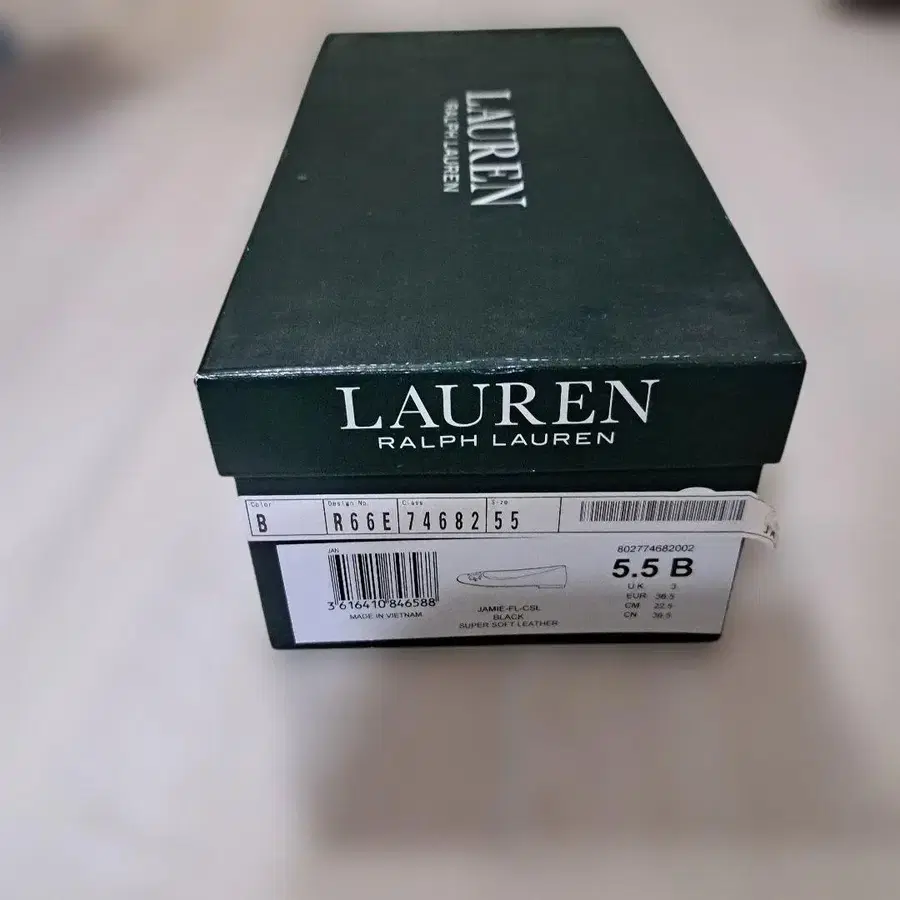 LAUREN
RALPH LAUREN
LAUREN
RALPH LAUREN
Color Design No. Class Size
B R66E 74682 55
JAN
3 616410 846588
MADE IN VIETNAM
JAMIE-FL-CSL
BLACK
SUPER SOFT LEATHER
802774682002
5.5 B
U.K. 3
EUR 36.5
CM 22.5
CN 36.5